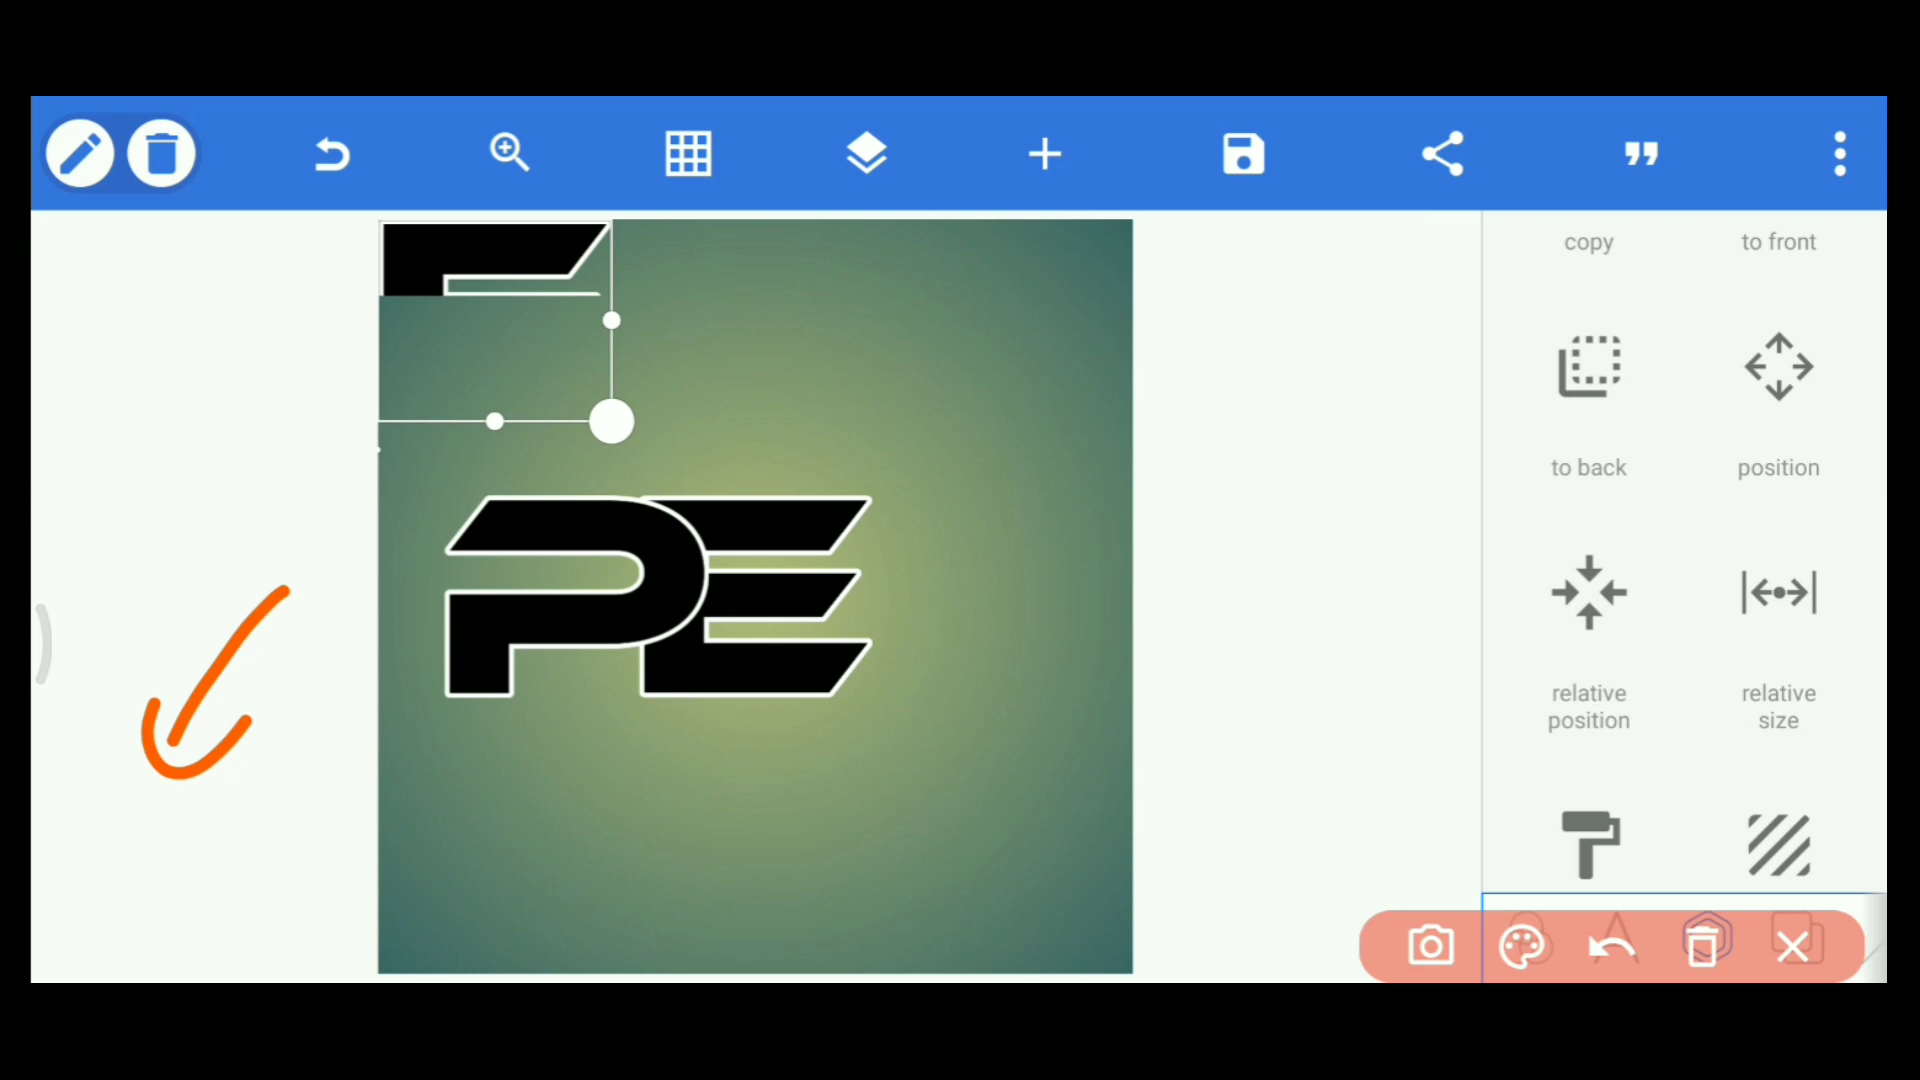 copy
to front
to back
position
relative
position
relative
size
PE